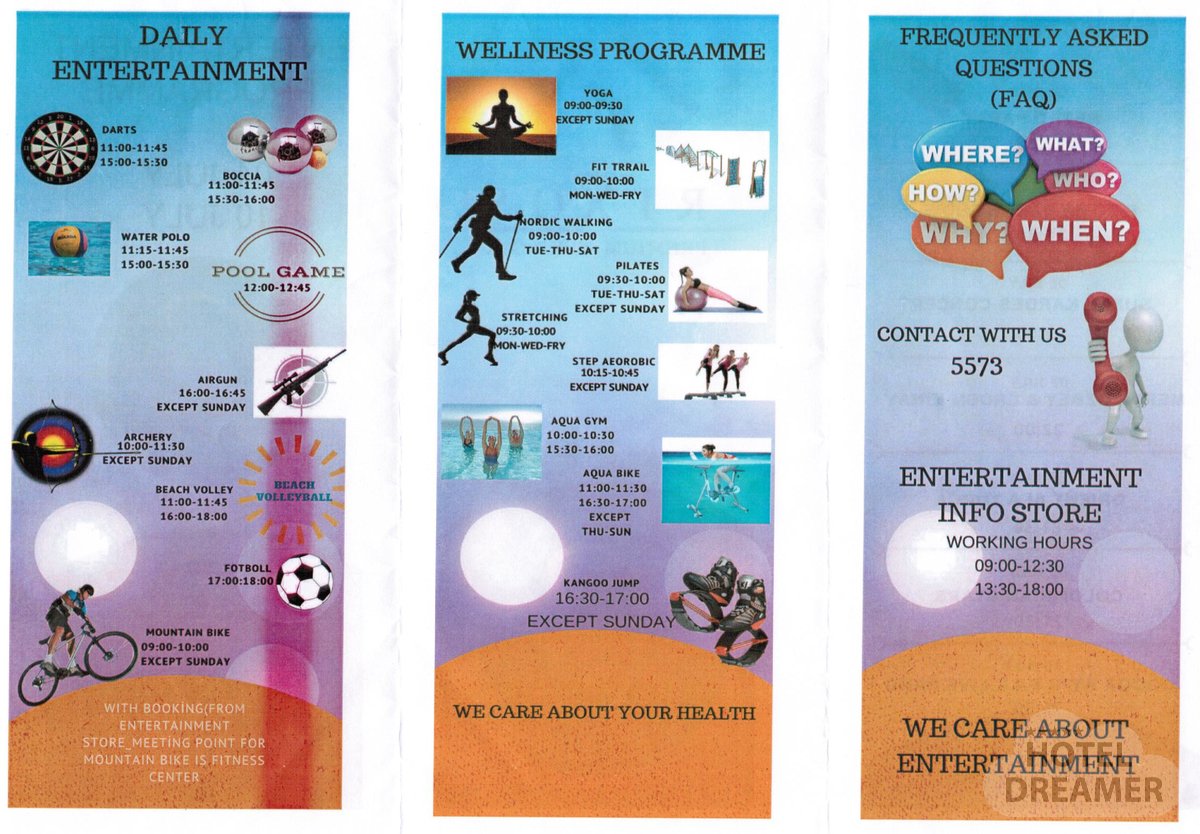 DAILY
ENTERTAINMENT
DARTS
11:00-11:45
15:00-15:30
BOCCIA
11:00-11:45
15:30-16:00
WATER POLO
11:15-11:45
15:00-15:30
MIKASA
POOL GAME
12:00-12:45
AIRGUN
16:00-16:45
EXCEPT SUNDAY
ARCHERY
10:00-11:30
EXCEPT SUNDAY
BEACH VOLLEY
11:00-11:45
16:00-18:00
BEACH
VOLLEYBALL
FOTBOLL
17:00:18:00
MOUNTAIN BIKE
09:00-10:00
EXCEPT SUNDAY
WITH BOOKING(FROM
ENTERTAINMENT
STORE_MEETING POINT FOR
MOUNTAIN BIKE IS FITNESS
CENTER
WELLNESS PROGRAMME
YOGA
09:00-09:30
EXCEPT SUNDAY
FIT TRRAIL
09:00-10:00
MON-WED-FRY
NORDIC WALKING
09:00-10:00
TUE-THU-SAT
PILATES
09:30-10:00
TUE-THU-SAT
EXCEPT SUNDAY
STRETCHING
09:30-10:00
MON-WED-FRY
STEP AEOROBIC
10:15-10:45
EXCEPT SUNDAY
AQUA GYM
10:00-10:30
15:30-16:00
AQUA BIKE
11:00-11:30
16:30-17:00
EXCEPT
THU-SUN
KANGOO JUMP
16:30-17:00
EXCEPT SUNDAY
WE CARE ABOUT YOUR HEALTH
FREQUENTLY ASKED
QUESTIONS
(FAQ)
WHERE?
WHAT?
HOW?
WHO?
WHY?
WHEN?
CONTACT WITH US
5573
ENTERTAINMENT
INFO STORE
WORKING HOURS
09:00-12:30
13:30-18:00
WE CARE ABOUT
ENTERTAINMENT
HOTEL
DREAMER